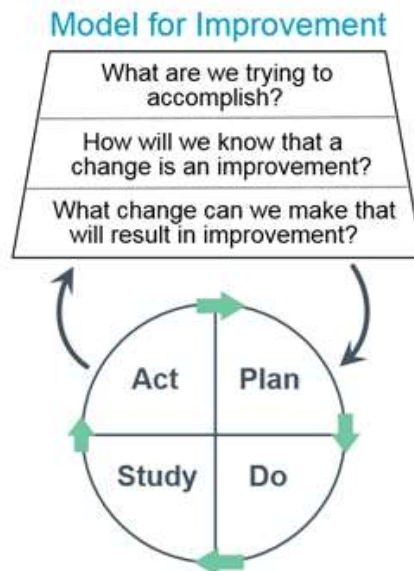 Model for Improvement
What are we trying to
accomplish?
How will we know that a
change is an improvement?
What change can we make that
will result in improvement?
Act
Plan
Study
Do